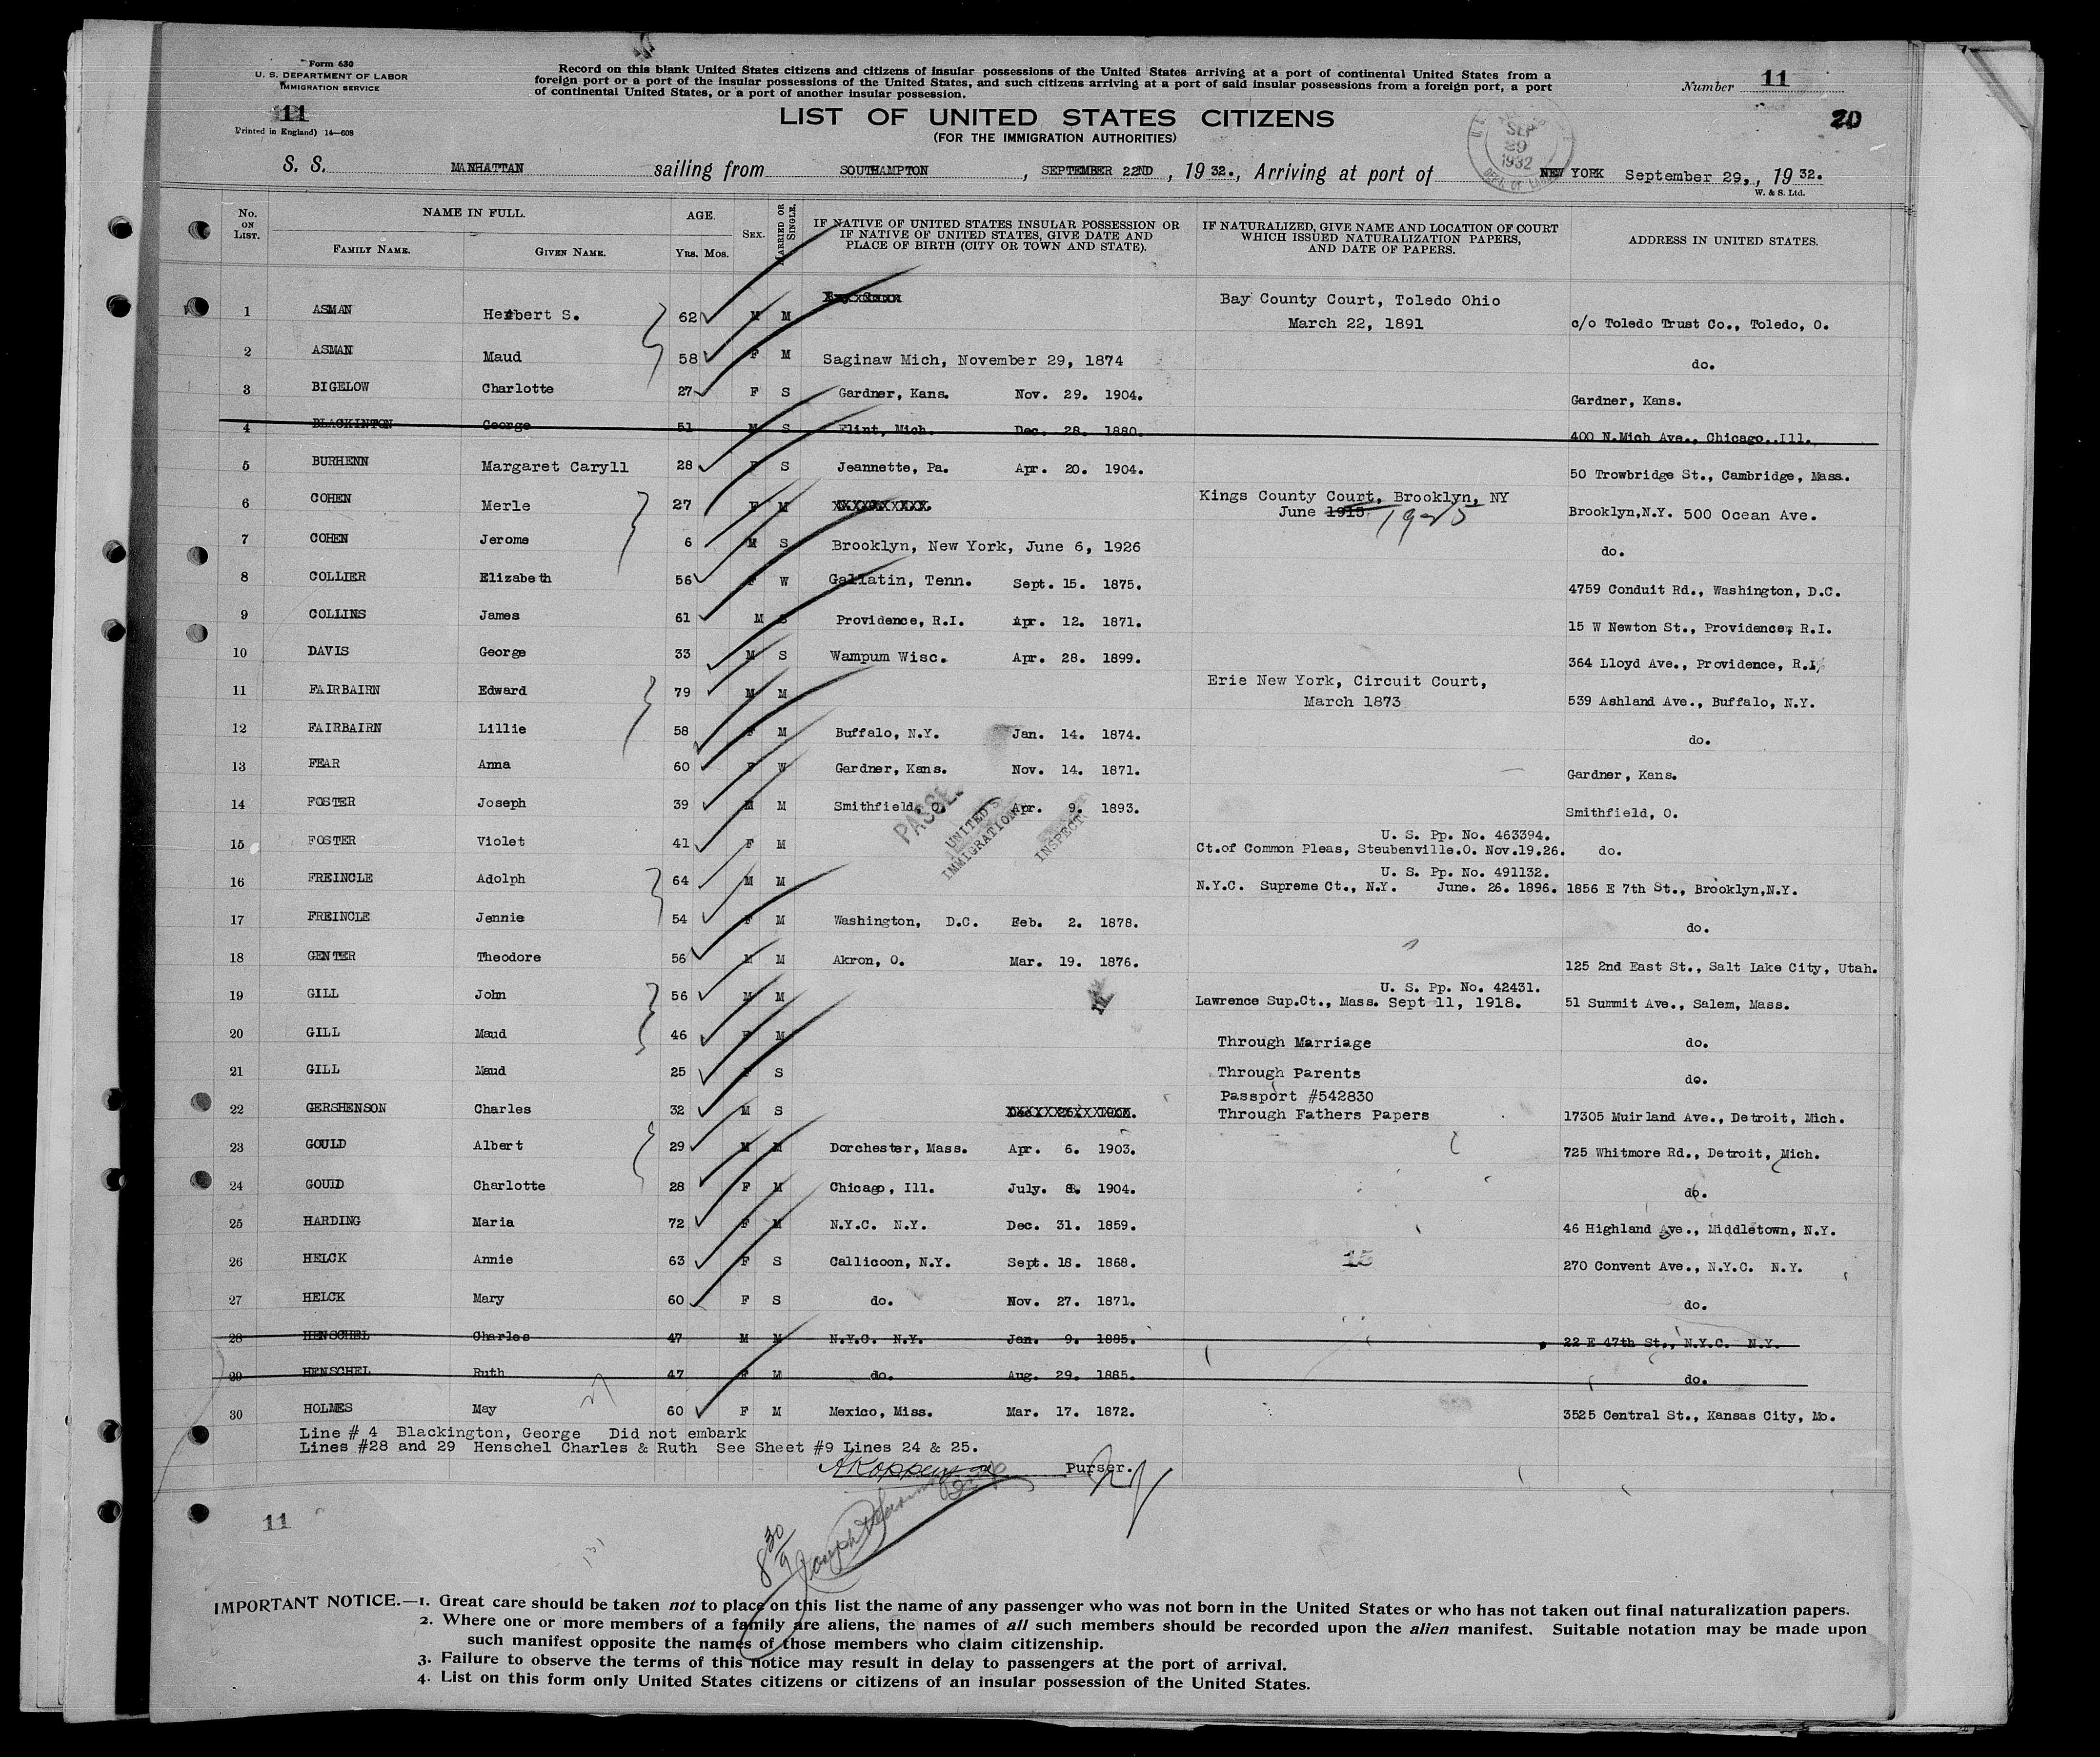 Form 630
U. S. DEPARTMENT OF LABOR
IMMIGRATION SERVICE
11
Printed in England) 14—608
Record on this blank United States citizens and citizens of insular possessions of the United States arriving at a port of continental United States from a
foreign port or a port of the insular possessions of the United States, and such citizens arriving at a port of said insular possessions from a foreign port, a port
of continental United States, or a port of another insular possession.
Number 11
20
LIST OF UNITED STATES CITIZENS
(FOR THE IMMIGRATION AUTHORITIES)
SEP 29 1932
S. S. MANHATTAN sailing from SOUTHAMPTON, SEPTEMBER 22ND, 1932., Arriving at port of NEW YORK September 29,, 1932.
W. & S. Ltd.
No. ON LIST. NAME IN FULL. FAMILY NAME. GIVEN NAME. AGE. YRS. MOS. SEX. MARRIED OR SINGLE. IF NATIVE OF UNITED STATES INSULAR POSSESSION OR IF NATIVE OF UNITED STATES, GIVE DATE AND PLACE OF BIRTH (CITY OR TOWN AND STATE). IF NATURALIZED, GIVE NAME AND LOCATION OF COURT WHICH ISSUED NATURALIZATION PAPERS, AND DATE OF PAPERS. ADDRESS IN UNITED STATES.
1 ASMAN Herbert S. 62 M M Bay County Court, Toledo Ohio March 22, 1891 c/o Toledo Trust Co., Toledo, O.
2 ASMAN Maud 58 F M Saginaw Mich, November 29, 1874 do.
3 BIGELOW Charlotte 27 F S Gardner, Kans. Nov. 29. 1904. Gardner, Kans.
4 BLACKINTON George 51 M S Flint, Mich. Dec. 28. 1880. 400 N.Mich Ave., Chicago..Ill.
5 BURHENN Margaret Caryll 28 F S Jeannette, Pa. Apr. 20. 1904. 50 Trowbridge St., Cambridge, Mass.
6 COHEN Merle 27 F M Kings County Court, Brooklyn, NY June 1915 1925 Brooklyn,N.Y. 500 Ocean Ave.
7 COHEN Jerome 6 M S Brooklyn, New York, June 6, 1926 do.
8 COLLIER Elizabeth 56 F W Gallatin, Tenn. Sept. 15. 1875. 4759 Conduit Rd., Washington, D.C.
9 COLLINS James 61 M S Providence, R.I. Apr. 12. 1871. 15 W Newton St., Providence, R.I.
10 DAVIS George 33 M S Wampum Wisc. Apr. 28. 1899. 364 Lloyd Ave., Providence, R.I.
11 FAIRBAIRN Edward 79 M M Erie New York, Circuit Court, March 1873 539 Ashland Ave., Buffalo, N.Y.
12 FAIRBAIRN Lillie 58 F M Buffalo, N.Y. Jan. 14. 1874. do.
13 FEAR Anna 60 F W Gardner, Kans. Nov. 14. 1871. Gardner, Kans.
14 FOSTER Joseph 39 M M Smithfield, O. Apr. 9. 1893. Smithfield, O.
PASSED
UNITED S
IMMIGRATION
INSPECT
15 FOSTER Violet 41 F M U. S. Pp. No. 463394. Ct.of Common Pleas, Steubenville.O. Nov.19.26. do.
16 FREINCLE Adolph 64 M M U. S. Pp. No. 491132. N.Y.C. Supreme Ct., N.Y. June. 26. 1896. 1856 E 7th St., Brooklyn,N.Y.
17 FREINCLE Jennie 54 F M Washington, D.C. Feb. 2. 1878. do.
18 GENTER Theodore 56 M M Akron, O. Mar. 19. 1876. 125 2nd East St., Salt Lake City, Utah.
19 GILL John 56 M M U. S. Pp. No. 42431. Lawrence Sup.Ct., Mass. Sept 11, 1918. 51 Summit Ave., Salem, Mass.
20 GILL Maud 46 F M Through Marriage do.
21 GILL Maud 25 F S Through Parents do.
22 GERSHENSON Charles 32 M S Passport #542830 Through Fathers Papers 17305 Muirland Ave., Detroit, Mich.
23 GOULD Albert 29 M M Dorchester, Mass. Apr. 6. 1903. 725 Whitmore Rd., Detroit, Mich.
24 GOULD Charlotte 28 F M Chicago, Ill. July. 8. 1904. do.
25 HARDING Maria 72 F M N.Y.C. N.Y. Dec. 31. 1859. 46 Highland Ave., Middletown, N.Y.
26 HELCK Annie 63 F S Callicoon, N.Y. Sept. 18. 1868. 15 270 Convent Ave., N.Y.C. N.Y.
27 HELCK Mary 60 F S do. Nov. 27. 1871. do.
28 HENSCHEL Charles 47 M M N.Y.C. N.Y. Jan. 9. 1885. 22 E 47th St., N.Y.C. N.Y.
29 HENSCHEL Ruth 47 F M do. Aug. 29. 1885. do.
30 HOLMES May 60 F M Mexico, Miss. Mar. 17. 1872. 3525 Central St., Kansas City, Mo.
Line # 4 Blackington, George Did not embark
Lines #28 and 29 Henschel Charles & Ruth See Sheet #9 Lines 24 & 25.
Purser.
11
IMPORTANT NOTICE.—1. Great care should be taken not to place on this list the name of any passenger who was not born in the United States or who has not taken out final naturalization papers.
2. Where one or more members of a family are aliens, the names of all such members should be recorded upon the alien manifest. Suitable notation may be made upon
such manifest opposite the names of those members who claim citizenship.
3. Failure to observe the terms of this notice may result in delay to passengers at the port of arrival.
4. List on this form only United States citizens or citizens of an insular possession of the United States.